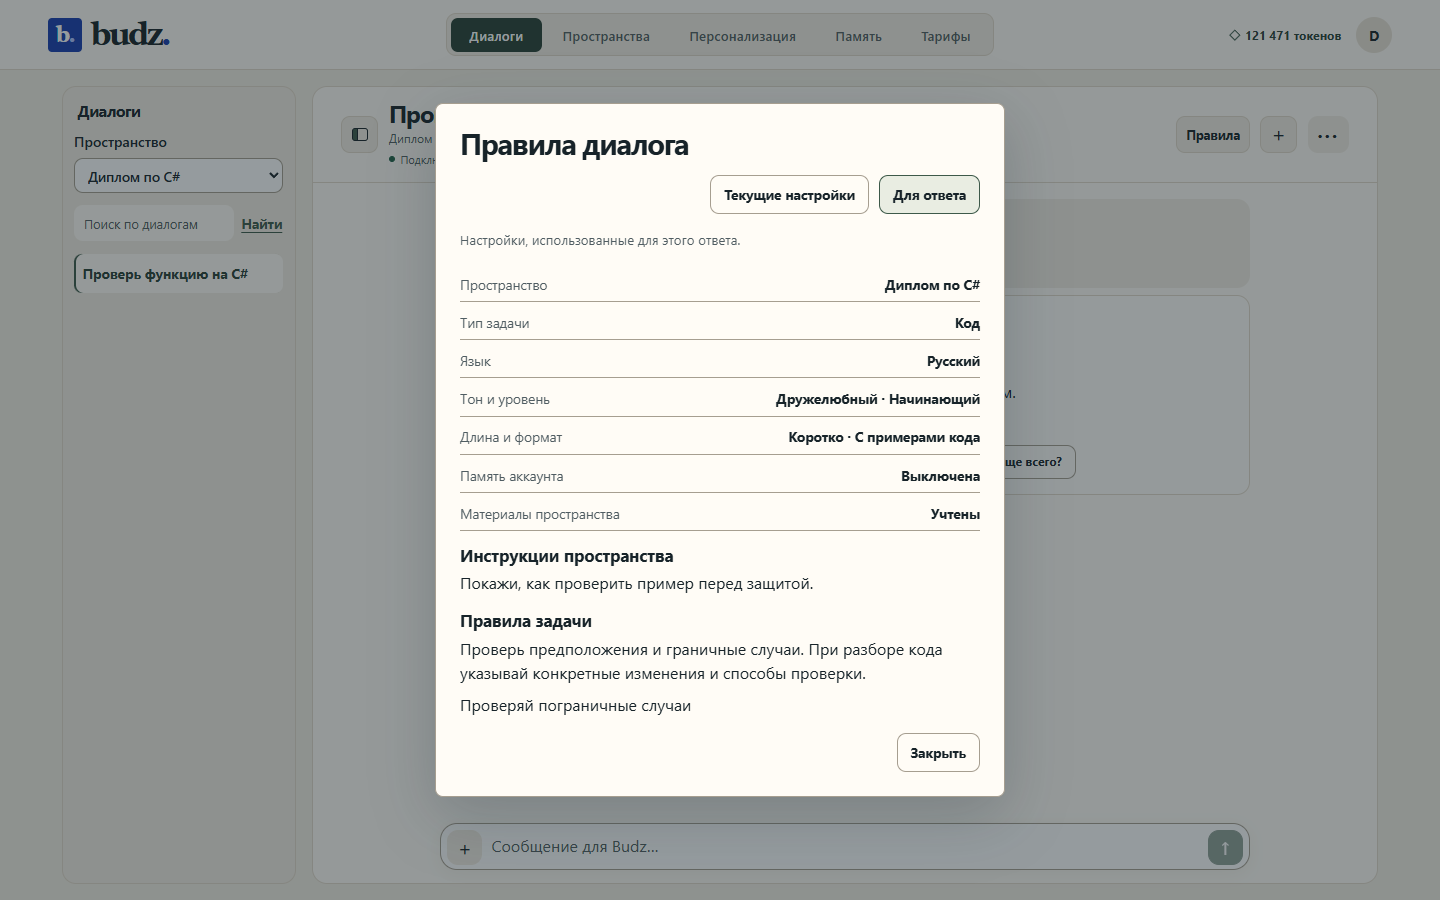 b. budz.
Диалоги
Пространства
Персонализация
Память
Тарифы
121 471 токенов
D
Диалоги
Пространство
Диплом по C#
Поиск по диалогам
Найти
Проверь функцию на C#
Диплом
Правила
+
Правила диалога
Текущие настройки
Для ответа
Настройки, использованные для этого ответа.
Пространство Диплом по C#
Тип задачи Код
Язык Русский
Тон и уровень Дружелюбный · Начинающий
Длина и формат Коротко · С примерами кода
Память аккаунта Выключена
Материалы пространства Учтены
Инструкции пространства
Покажи, как проверить пример перед защитой.
Правила задачи
Проверь предположения и граничные случаи. При разборе кода
указывай конкретные изменения и способы проверки.
Проверяй пограничные случаи
Закрыть
всего?
+
Сообщение для Budz...